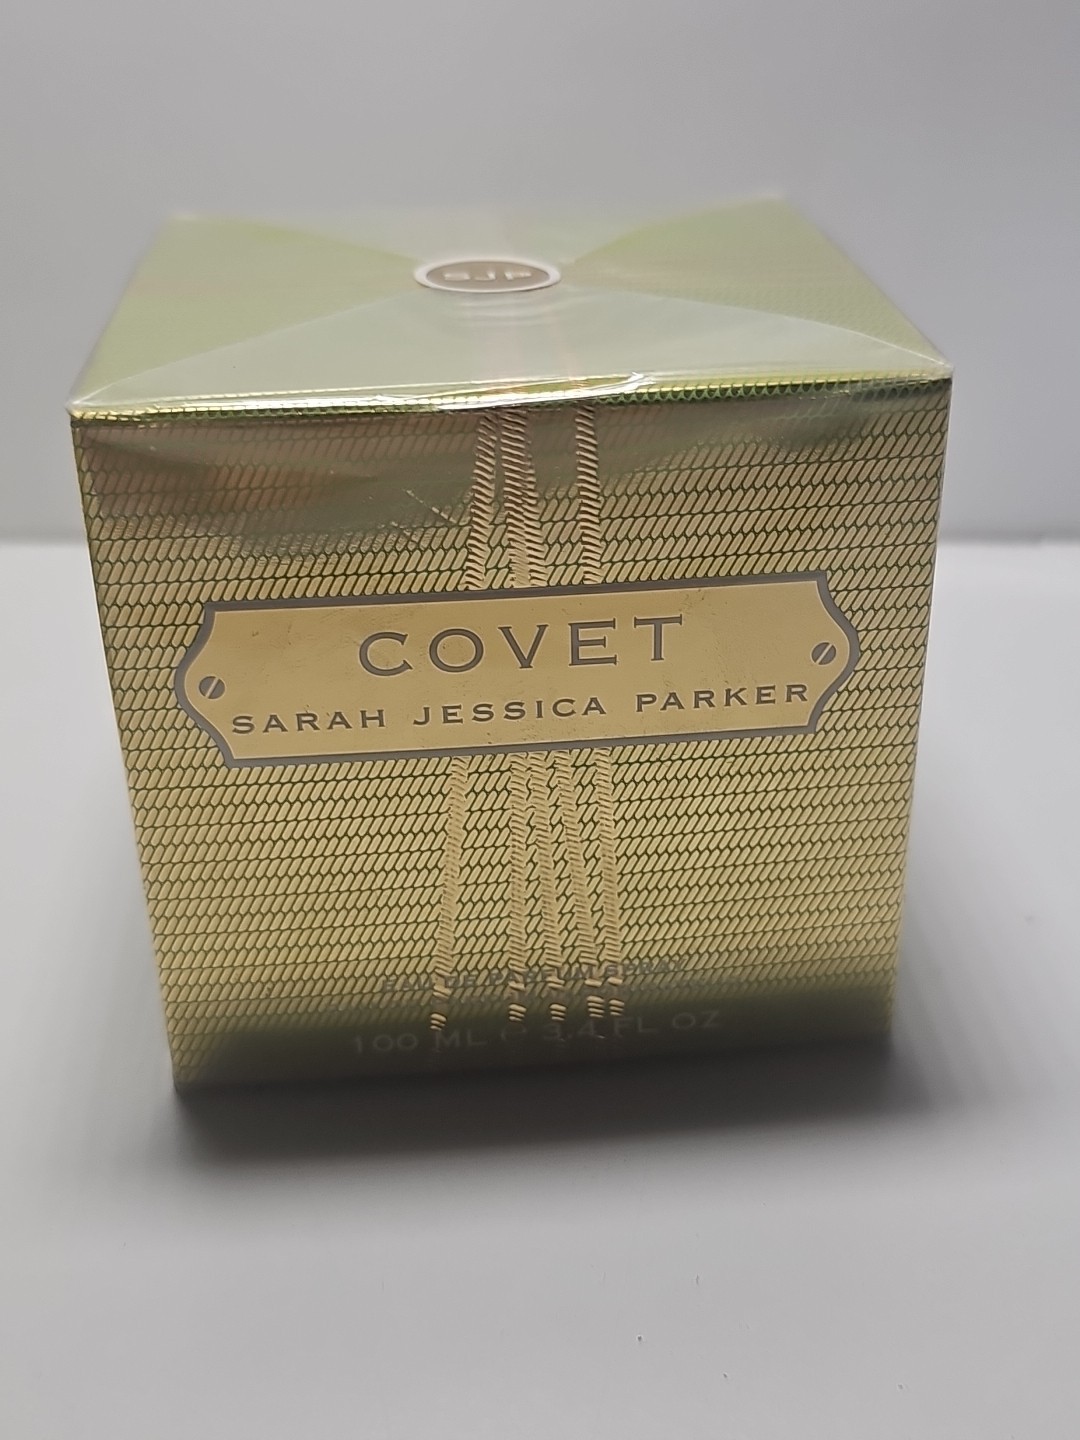 SJP
COVET
SARAH JESSICA PARKER
EAU DE PARFUM SPRAY
100 ML ℮ 3.4 FL OZ